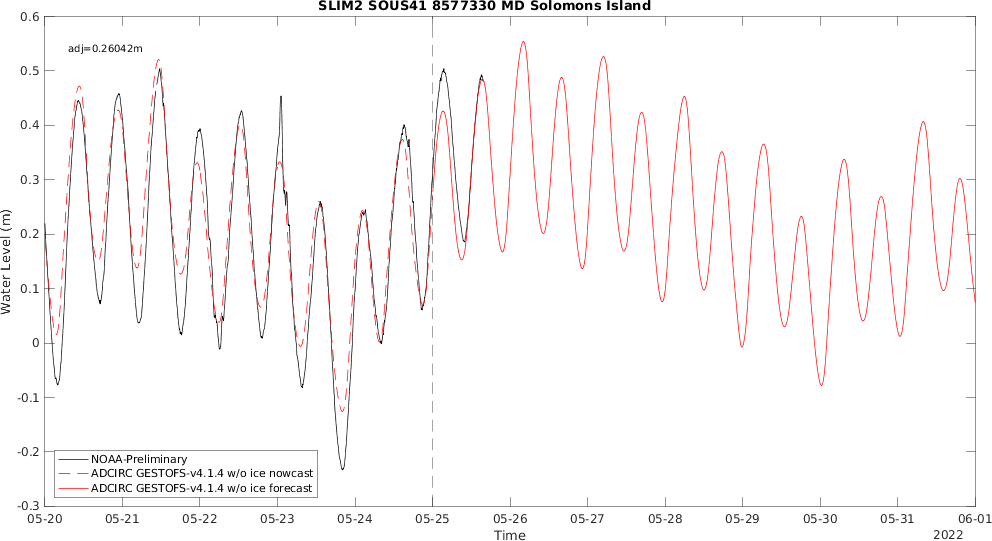 SLIM2 SOUS41 8577330 MD Solomons Island
adj=0.26042m
0.6
0.5
0.4
0.3
0.2
0.1
0
-0.1
-0.2
-0.3
Water Level (m)
NOAA-Preliminary
ADCIRC GESTOFS-v4.1.4 w/o ice nowcast
ADCIRC GESTOFS-v4.1.4 w/o ice forecast
05-20 05-21 05-22 05-23 05-24 05-25 05-26 05-27 05-28 05-29 05-30 05-31 06-01
Time
2022